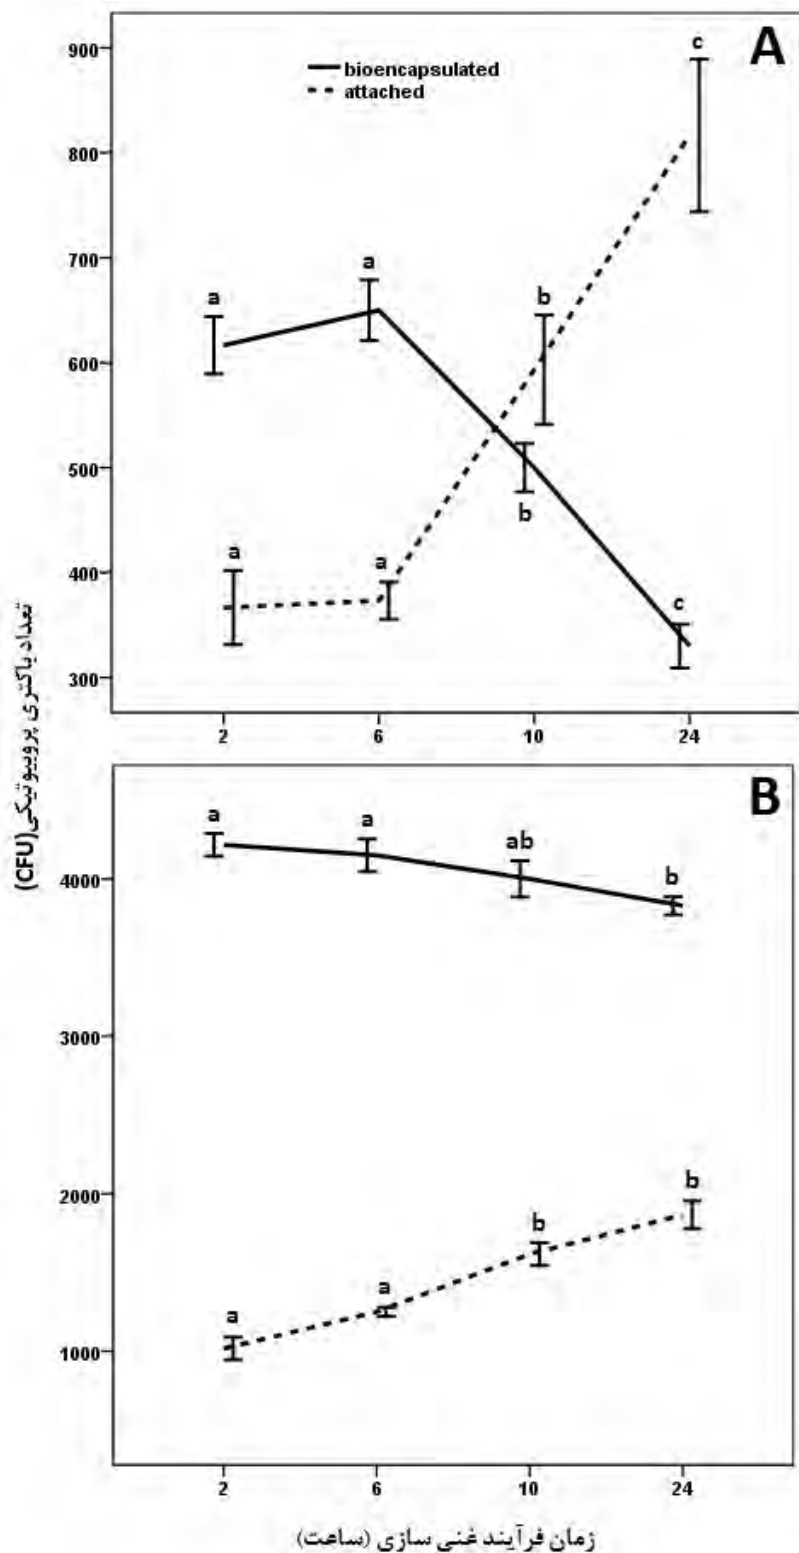 A
900
bioencapsulated
attached
c
800
700
a
a
b
600
500
b
a
a
400
c
300
2 6 10 24
تعداد باکتری پروبیوتیکی(CFU)
B
a
a
ab
b
4000
3000
2000
b
b
a
a
1000
2 6 10 24
زمان فرآیند غنی سازی (ساعت)